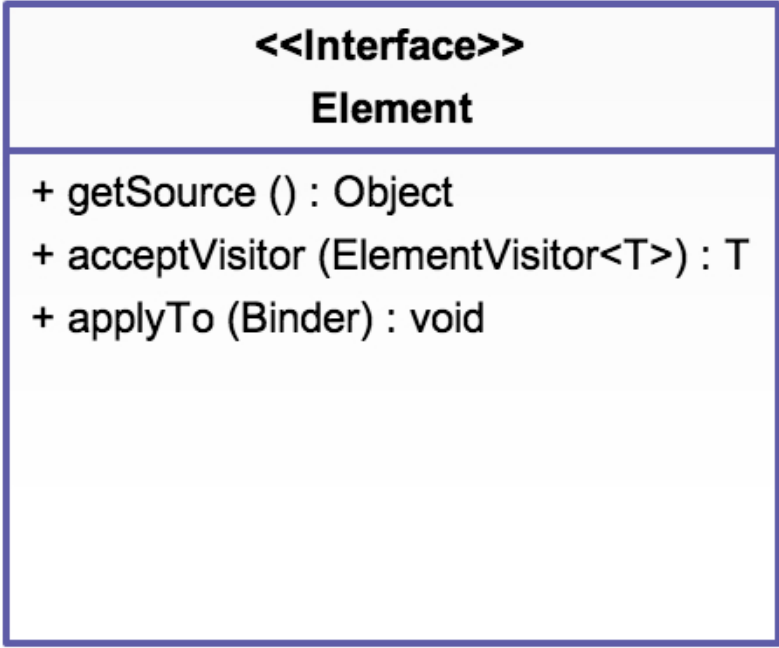 <<Interface>>
Element
+ getSource () : Object
+ acceptVisitor (ElementVisitor<T>) : T
+ applyTo (Binder) : void